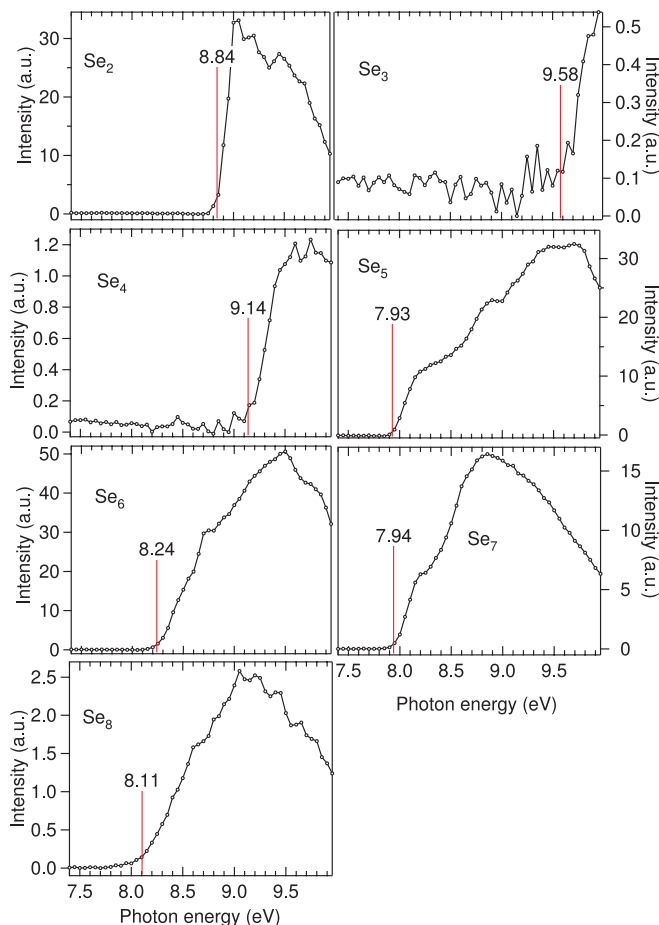 Intensity (a.u.)
30
20
10
0
Se2
8.84
Se3
9.58
0.5
0.4
0.3
0.2
0.1
0.0
Intensity (a.u.)
Intensity (a.u.)
1.2
1.0
0.8
0.6
0.4
0.2
0.0
Se4
9.14
Se5
7.93
30
20
10
0
Intensity (a.u.)
Intensity (a.u.)
50
40
30
20
10
0
Se6
8.24
7.94
Se7
15
10
5
0
Intensity (a.u.)
7.5 8.0 8.5 9.0 9.5
Photon energy (eV)
Intensity (a.u.)
2.5
2.0
1.5
1.0
0.5
0.0
Se8
8.11
7.5 8.0 8.5 9.0 9.5
Photon energy (eV)